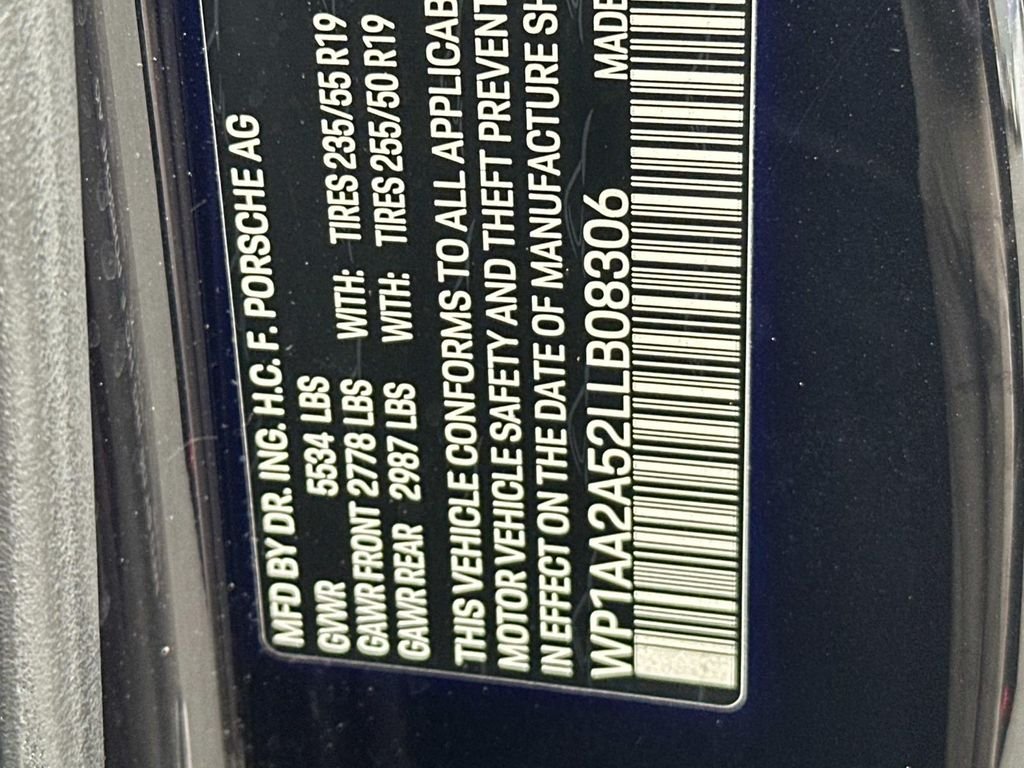 MFD BY DR. ING. H.C. F. PORSCHE AG
GVWR 5534 LBS
GAWR FRONT 2778 LBS WITH: TIRES 235/55 R19
GAWR REAR 2987 LBS WITH: TIRES 255/50 R19
THIS VEHICLE CONFORMS TO ALL APPLICAB
MOTOR VEHICLE SAFETY AND THEFT PREVENT
IN EFFECT ON THE DATE OF MANUFACTURE SH
WP1AA2A52LLB08306 MADE